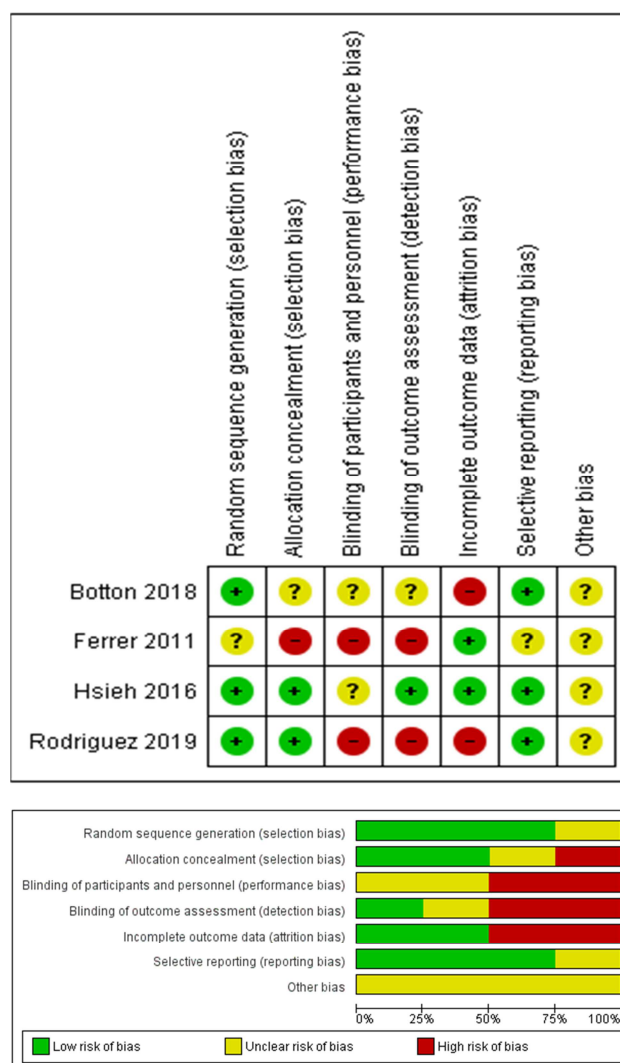 Random sequence generation (selection bias)
Allocation concealment (selection bias)
Blinding of participants and personnel (performance bias)
Blinding of outcome assessment (detection bias)
Incomplete outcome data (attrition bias)
Selective reporting (reporting bias)
Other bias
Botton 2018 + ? ? ? - + ?
Ferrer 2011 ? - - - + ? ?
Hsieh 2016 + + ? + + + ?
Rodriguez 2019 + + - - - + ?
Random sequence generation (selection bias)
Allocation concealment (selection bias)
Blinding of participants and personnel (performance bias)
Blinding of outcome assessment (detection bias)
Incomplete outcome data (attrition bias)
Selective reporting (reporting bias)
Other bias
0% 25% 50% 75% 100%
Low risk of bias Unclear risk of bias High risk of bias